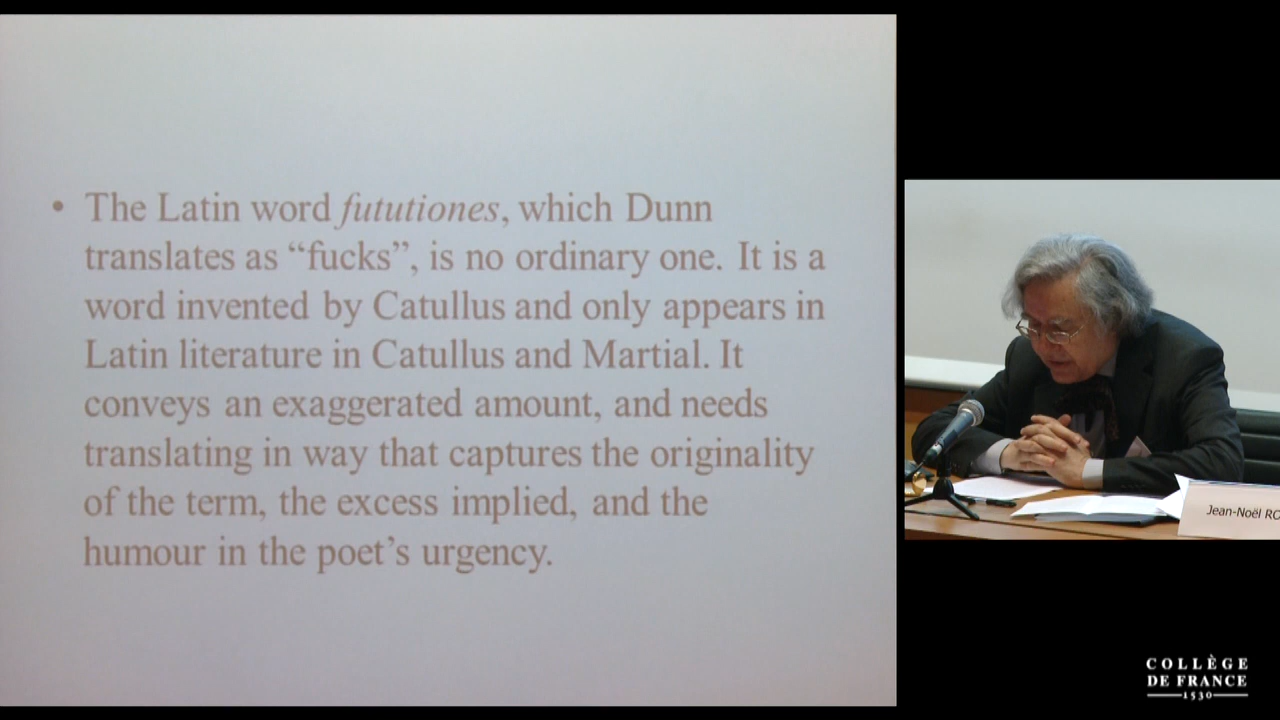 • The Latin word fututiones, which Dunn
translates as “fucks”, is no ordinary one. It is a
word invented by Catullus and only appears in
Latin literature in Catullus and Martial. It
conveys an exaggerated amount, and needs
translating in way that captures the originality
of the term, the excess implied, and the
humour in the poet’s urgency.
Jean-Noël RO
COLLÈGE
DE FRANCE
1530